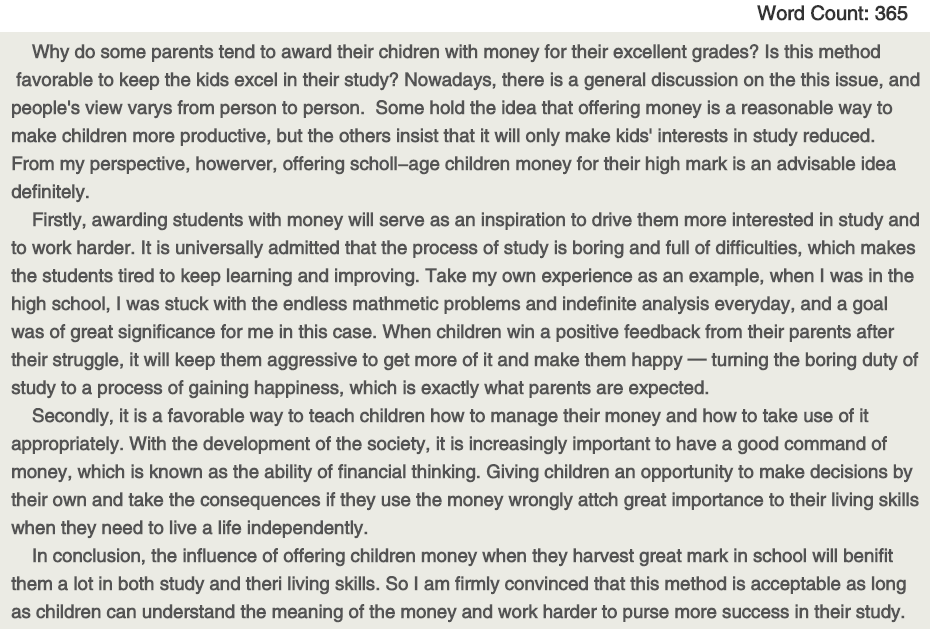 Word Count: 365
Why do some parents tend to award their chidren with money for their excellent grades? Is this method
favorable to keep the kids excel in their study? Nowadays, there is a general discussion on the this issue, and
people's view varys from person to person.  Some hold the idea that offering money is a reasonable way to
make children more productive, but the others insist that it will only make kids' interests in study reduced.
From my perspective, howerver, offering scholl–age children money for their high mark is an advisable idea
definitely.
Firstly, awarding students with money will serve as an inspiration to drive them more interested in study and
to work harder. It is universally admitted that the process of study is boring and full of difficulties, which makes
the students tired to keep learning and improving. Take my own experience as an example, when I was in the
high school, I was stuck with the endless mathmetic problems and indefinite analysis everyday, and a goal
was of great significance for me in this case. When children win a positive feedback from their parents after
their struggle, it will keep them aggressive to get more of it and make them happy — turning the boring duty of
study to a process of gaining happiness, which is exactly what parents are expected.
Secondly, it is a favorable way to teach children how to manage their money and how to take use of it
appropriately. With the development of the society, it is increasingly important to have a good command of
money, which is known as the ability of financial thinking. Giving children an opportunity to make decisions by
their own and take the consequences if they use the money wrongly attch great importance to their living skills
when they need to live a life independently.
In conclusion, the influence of offering children money when they harvest great mark in school will benifit
them a lot in both study and theri living skills. So I am firmly convinced that this method is acceptable as long
as children can understand the meaning of the money and work harder to purse more success in their study.